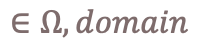 ∈ Ω, domain